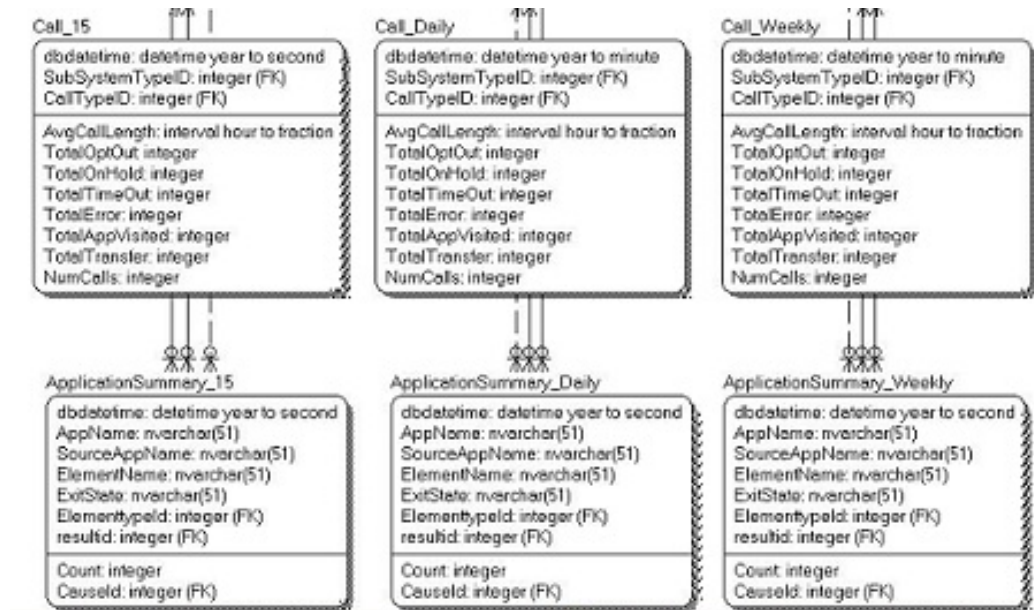 Call_15
dbdatetime: datetime year to second
SubSystemTypeID: integer (FK)
CallTypeID: integer (FK)
AvgCallLength: interval hour to fraction
TotalOptOut: integer
TotalOnHold: integer
TotalTimeOut: integer
TotalError: integer
TotalAppVisited: integer
TotalTransfer: integer
NumCalls: integer
Call_Daily
dbdatetime: datetime year to minute
SubSystemTypeID: integer (FK)
CallTypeID: integer (FK)
AvgCallLength: interval hour to fraction
TotalOptOut: integer
TotalOnHold: integer
TotalTimeOut: integer
TotalError: integer
TotalAppVisited: integer
TotalTransfer: integer
NumCalls: integer
Call_Weekly
dbdatetime: datetime year to minute
SubSystemTypeID: integer (FK)
CallTypeID: integer (FK)
AvgCallLength: interval hour to fraction
TotalOptOut: integer
TotalOnHold: integer
TotalTimeOut: integer
TotalError: integer
TotalAppVisited: integer
TotalTransfer: integer
NumCalls: integer
ApplicationSummary_15
dbdatetime: datetime year to second
AppName: nvarchar(51)
SourceAppName: nvarchar(51)
ElementName: nvarchar(51)
ExitState: nvarchar(51)
ElementtypeId: integer (FK)
resultid: integer (FK)
Count: integer
CauseId: integer (FK)
ApplicationSummary_Daily
dbdatetime: datetime year to second
AppName: nvarchar(51)
SourceAppName: nvarchar(51)
ElementName: nvarchar(51)
ExitState: nvarchar(51)
ElementtypeId: integer (FK)
resultid: integer (FK)
Count: integer
CauseId: integer (FK)
ApplicationSummary_Weekly
dbdatetime: datetime year to second
AppName: nvarchar(51)
SourceAppName: nvarchar(51)
ElementName: nvarchar(51)
ExitState: nvarchar(51)
ElementtypeId: integer (FK)
resultid: integer (FK)
Count: integer
CauseId: integer (FK)